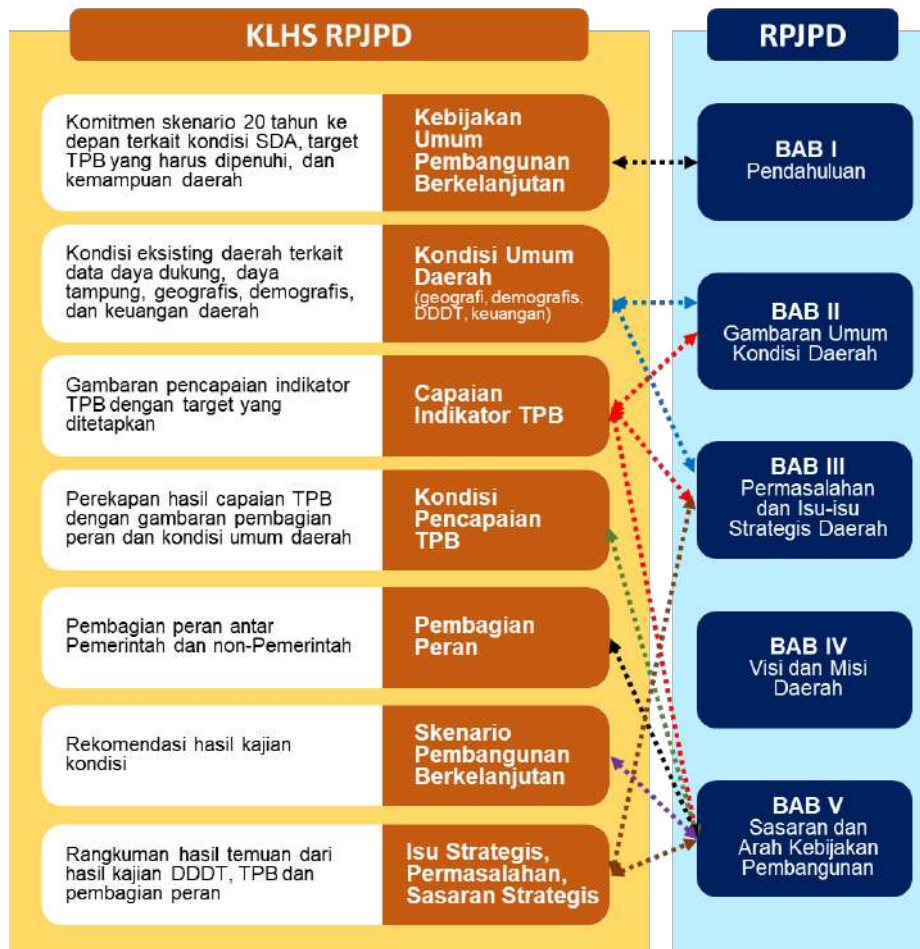 KLHS RPJPD
Komitmen skenario 20 tahun ke
depan terkait kondisi SDA, target
TPB yang harus dipenuhi, dan
kemampuan daerah
Kebijakan
Umum
Pembangunan
Berkelanjutan
Kondisi eksisting daerah terkait
data daya dukung, daya
tampung, geografis, demografis,
dan keuangan daerah
Kondisi Umum
Daerah
(geografi, demografis,
DDDT, keuangan)
Gambaran pencapaian indikator
TPB dengan target yang
ditetapkan
Capaian
Indikator TPB
Perekapan hasil capaian TPB
dengan gambaran pembagian
peran dan kondisi umum daerah
Kondisi
Pencapaian
TPB
Pembagian peran antar
Pemerintah dan non-Pemerintah
Pembagian
Peran
Rekomendasi hasil kajian
kondisi
Skenario
Pembangunan
Berkelanjutan
Rangkuman hasil temuan dari
hasil kajian DDDT, TPB dan
pembagian peran
Isu Strategis,
Permasalahan,
Sasaran Strategis
RPJPD
BAB I
Pendahuluan
BAB II
Gambaran Umum
Kondisi Daerah
BAB III
Permasalahan
dan Isu-isu
Strategis Daerah
BAB IV
Visi dan Misi
Daerah
BAB V
Sasaran dan
Arah Kebijakan
Pembangunan